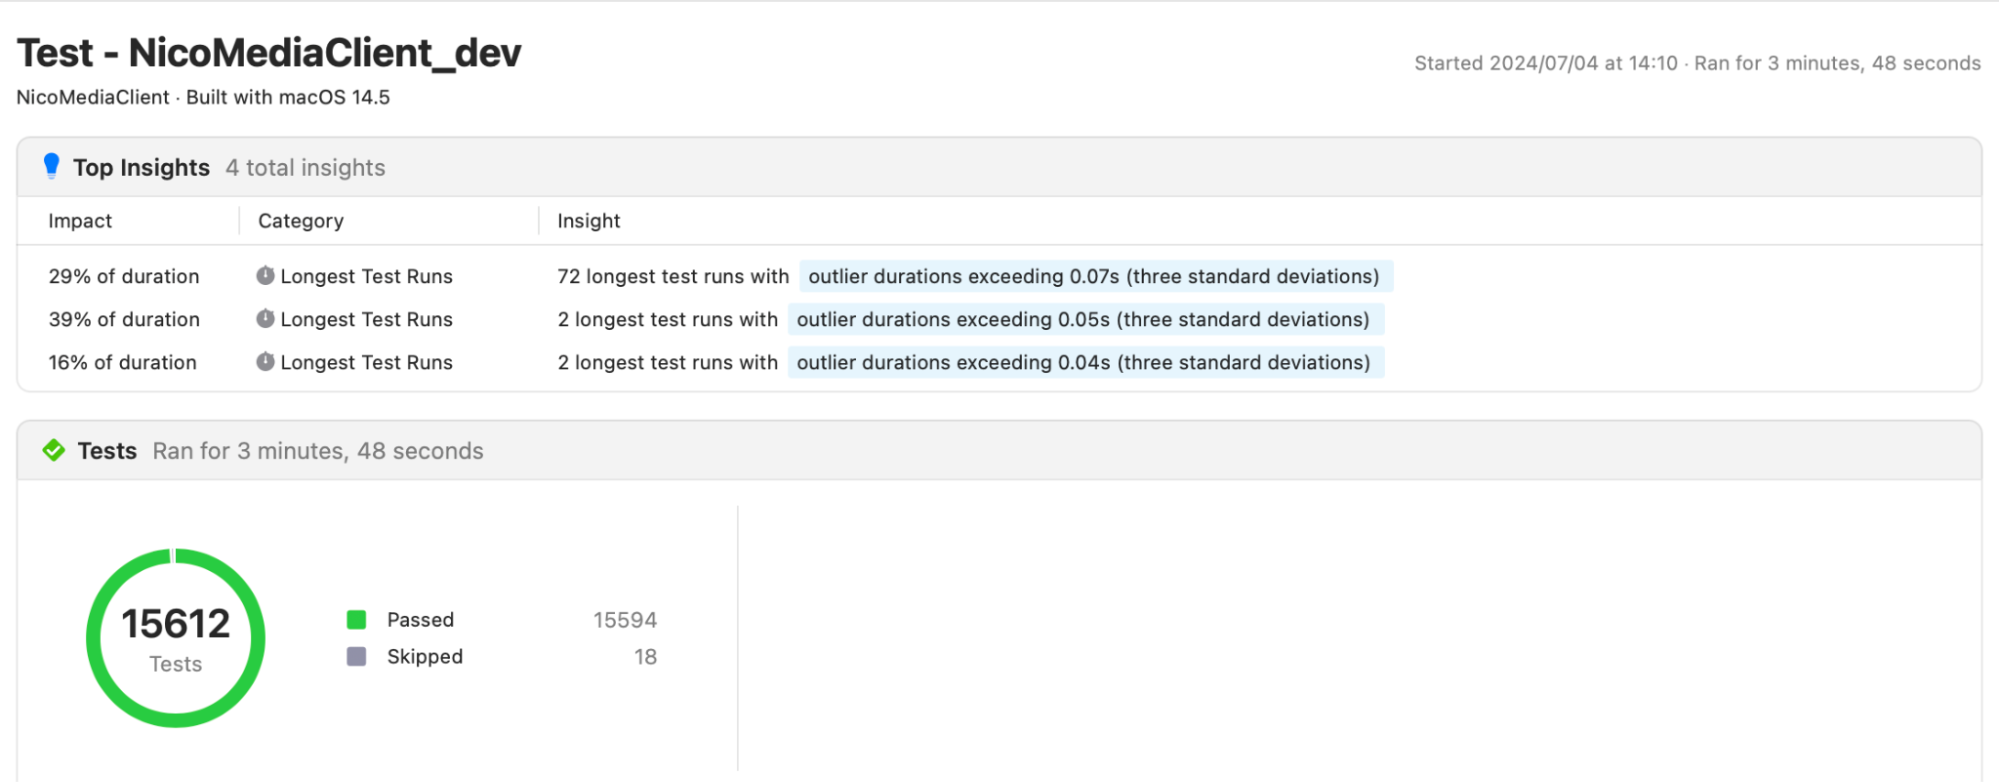 Test - NicoMediaClient_dev
Started 2024/07/04 at 14:10 · Ran for 3 minutes, 48 seconds
NicoMediaClient · Built with macOS 14.5
Top Insights 4 total insights
Impact Category Insight
29% of duration Longest Test Runs 72 longest test runs with outlier durations exceeding 0.07s (three standard deviations)
39% of duration Longest Test Runs 2 longest test runs with outlier durations exceeding 0.05s (three standard deviations)
16% of duration Longest Test Runs 2 longest test runs with outlier durations exceeding 0.04s (three standard deviations)
Tests Ran for 3 minutes, 48 seconds
15612
Tests
Passed 15594
Skipped 18